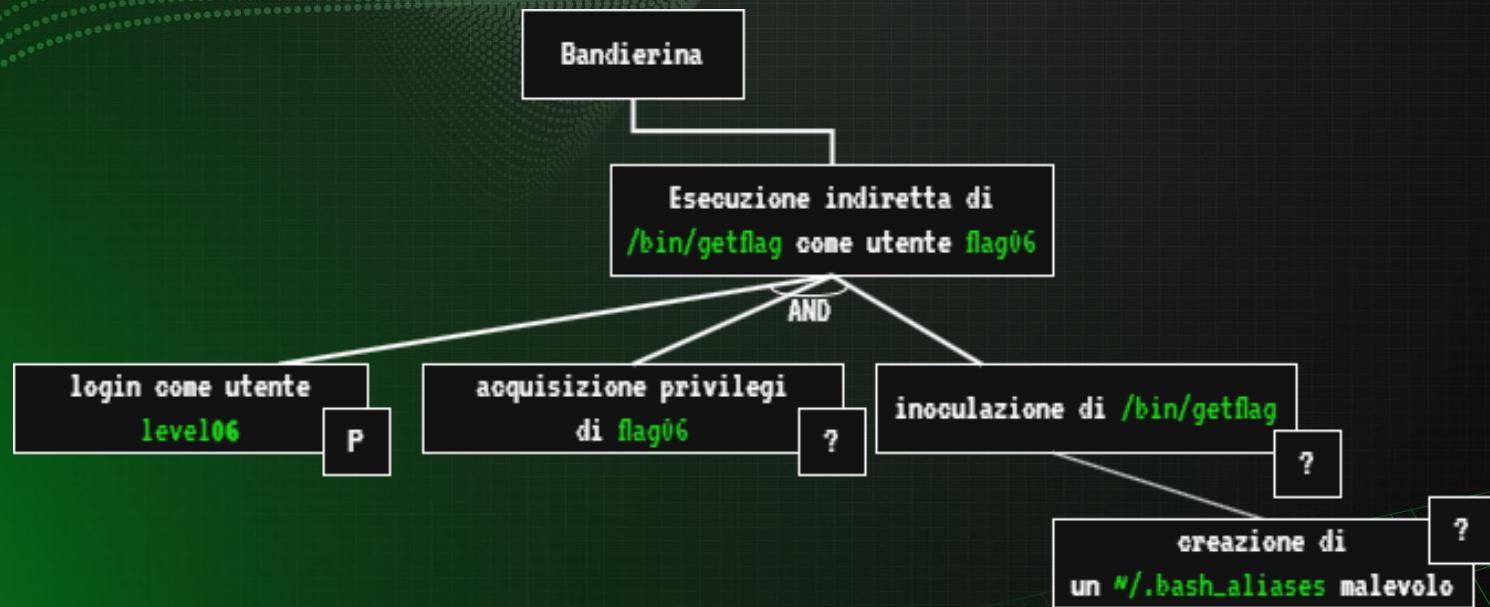 Bandierina
Esecuzione indiretta di
/bin/getflag come utente flag06
AND
login come utente
level06
P
acquisizione privilegi
di flag06
?
inoculazione di /bin/getflag
?
creazione di
un ~/.bash_aliases malevolo
?